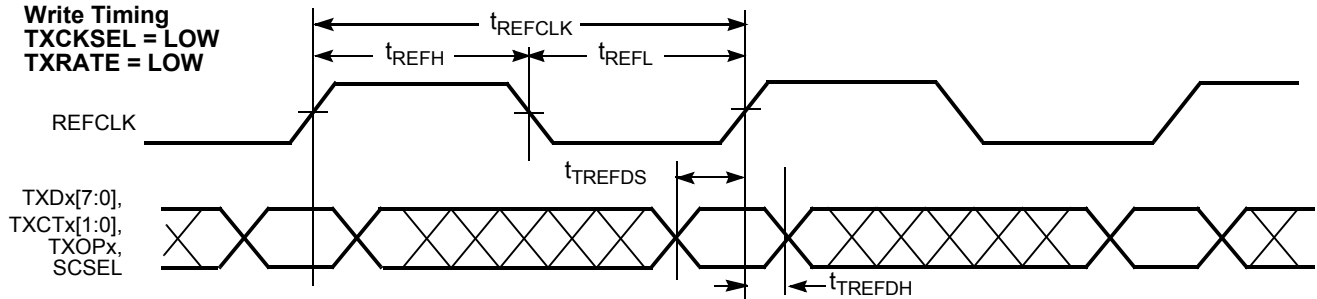 Write Timing
TXCKSEL = LOW
TXRATE = LOW
tREFCLK
tREFH
tREFL
REFCLK
tTREFDS
TXDx[7:0],
TXCTx[1:0],
TXOPx,
SCSEL
tTREFDH